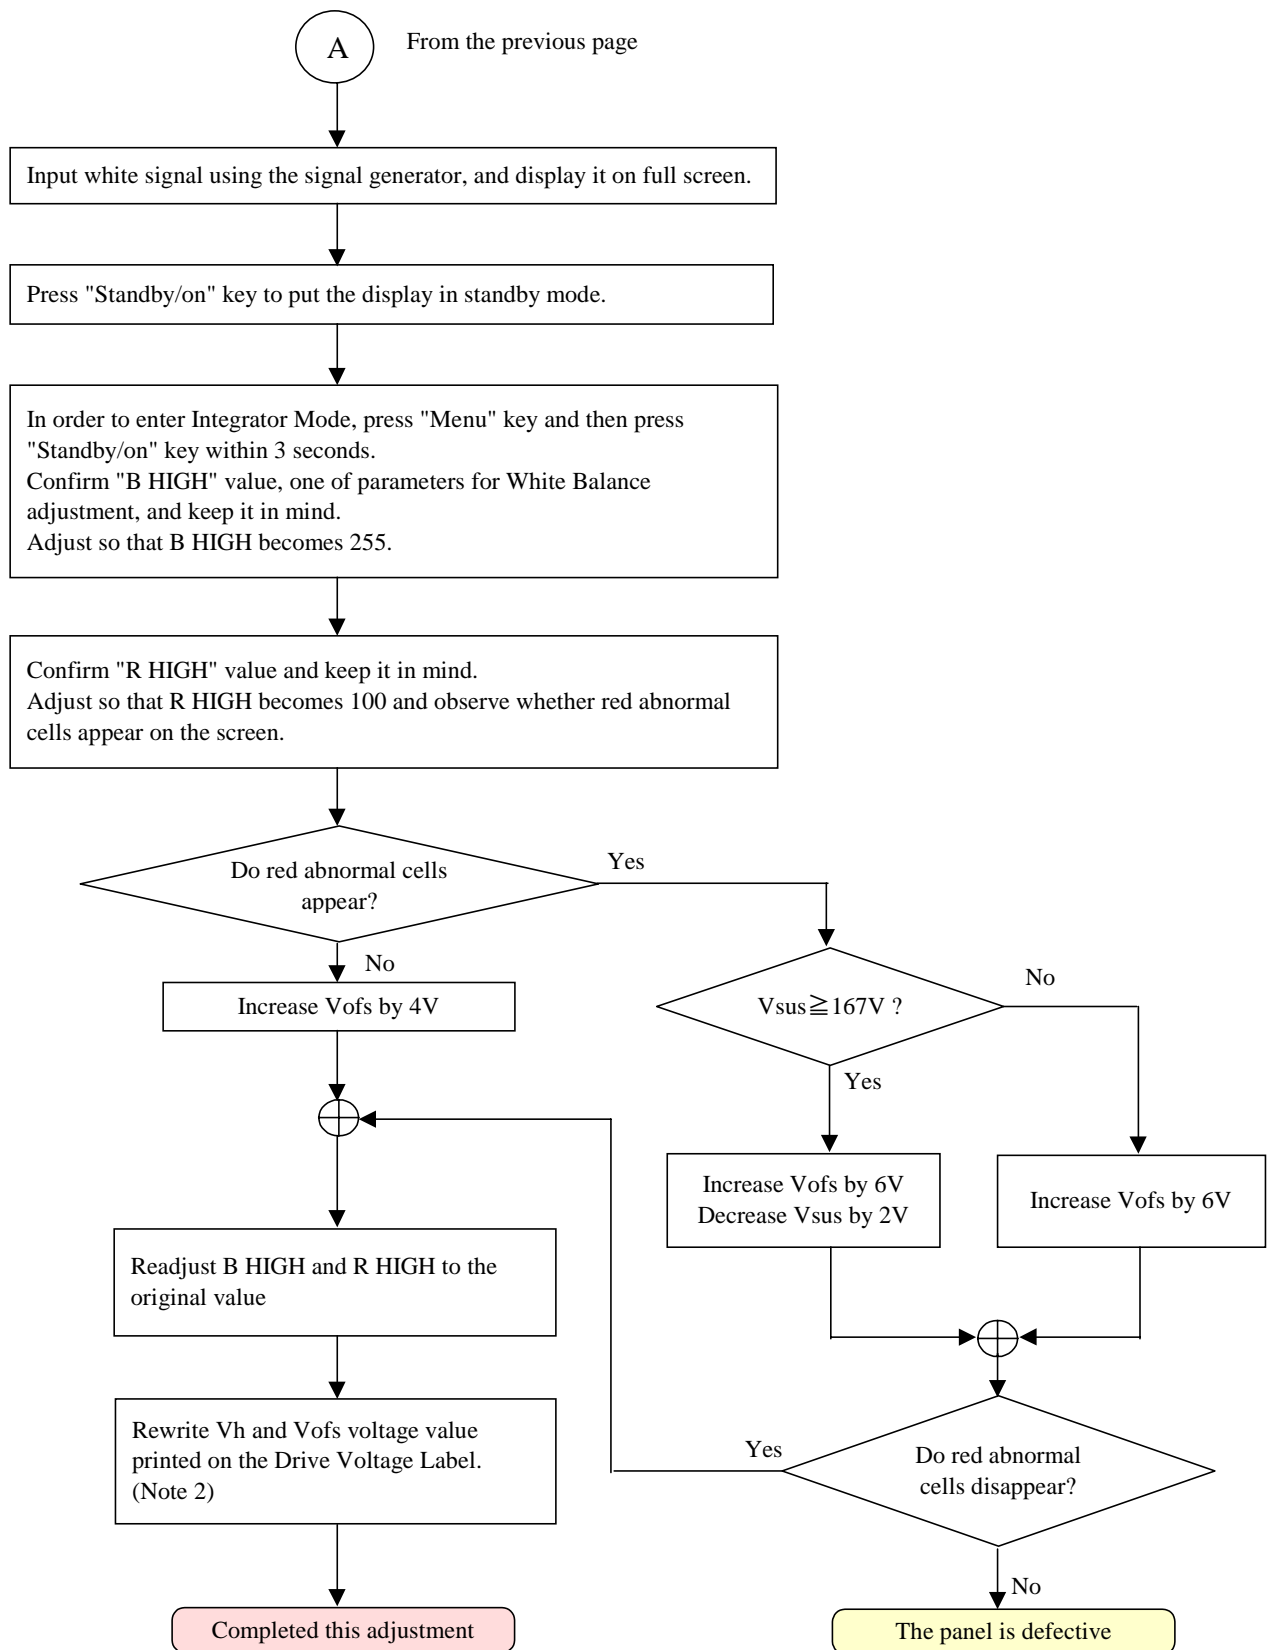 A
From the previous page
Input white signal using the signal generator, and display it on full screen.
Press "Standby/on" key to put the display in standby mode.
In order to enter Integrator Mode, press "Menu" key and then press
"Standby/on" key within 3 seconds.
Confirm "B HIGH" value, one of parameters for White Balance
adjustment, and keep it in mind.
Adjust so that B HIGH becomes 255.
Confirm "R HIGH" value and keep it in mind.
Adjust so that R HIGH becomes 100 and observe whether red abnormal
cells appear on the screen.
Do red abnormal cells
appear?
Yes
No
Increase Vofs by 4V
Vsus≧167V ?
No
Yes
Increase Vofs by 6V
Decrease Vsus by 2V
Increase Vofs by 6V
Readjust B HIGH and R HIGH to the
original value
Rewrite Vh and Vofs voltage value
printed on the Drive Voltage Label.
(Note 2)
Yes
Do red abnormal
cells disappear?
No
Completed this adjustment
The panel is defective